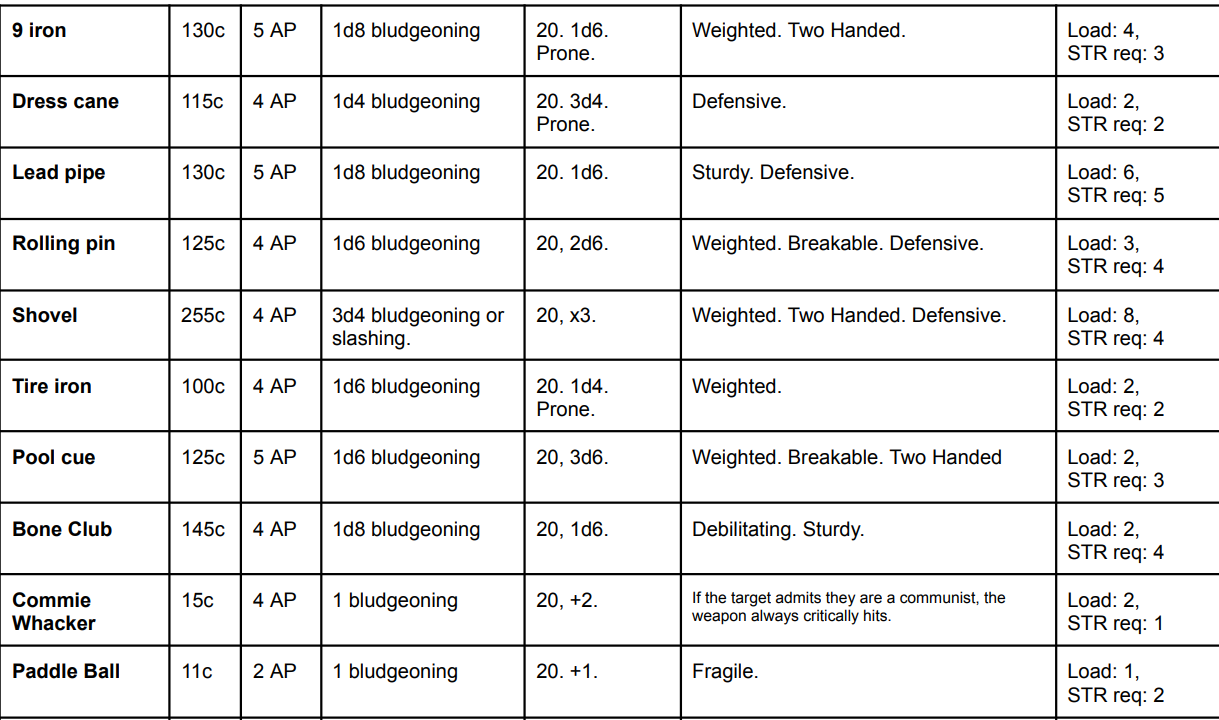 9 iron 130c 5 AP 1d8 bludgeoning 20. 1d6. Weighted. Two Handed. Load: 4,
Prone. STR req: 3
Dress cane 115c 4 AP 1d4 bludgeoning 20. 3d4. Defensive. Load: 2,
Prone. STR req: 2
Lead pipe 130c 5 AP 1d8 bludgeoning 20. 1d6. Sturdy. Defensive. Load: 6,
STR req: 5
Rolling pin 125c 4 AP 1d6 bludgeoning 20, 2d6. Weighted. Breakable. Defensive. Load: 3,
STR req: 4
Shovel 255c 4 AP 3d4 bludgeoning or 20, x3. Weighted. Two Handed. Defensive. Load: 8,
slashing. STR req: 4
Tire iron 100c 4 AP 1d6 bludgeoning 20. 1d4. Weighted. Load: 2,
Prone. STR req: 2
Pool cue 125c 5 AP 1d6 bludgeoning 20, 3d6. Weighted. Breakable. Two Handed Load: 2,
STR req: 3
Bone Club 145c 4 AP 1d8 bludgeoning 20, 1d6. Debilitating. Sturdy. Load: 2,
STR req: 4
Commie 15c 4 AP 1 bludgeoning 20, +2. If the target admits they are a communist, the Load: 2,
Whacker weapon always critically hits. STR req: 1
Paddle Ball 11c 2 AP 1 bludgeoning 20. +1. Fragile. Load: 1,
STR req: 2